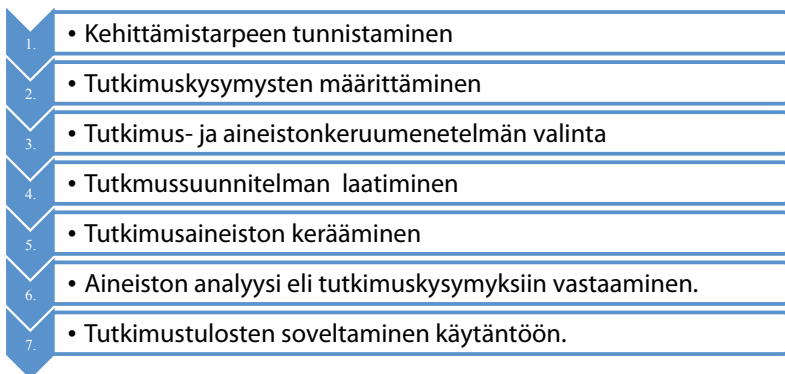 1. • Kehittämistarpeen tunnistaminen
2. • Tutkimuskysymysten määrittäminen
3. • Tutkimus- ja aineistonkeruumenetelmän valinta
4. • Tutkmussuunnitelman laatiminen
5. • Tutkimusaineiston kerääminen
6. • Aineiston analyysi eli tutkimuskysymyksiin vastaaminen.
7. • Tutkimustulosten soveltaminen käytäntöön.